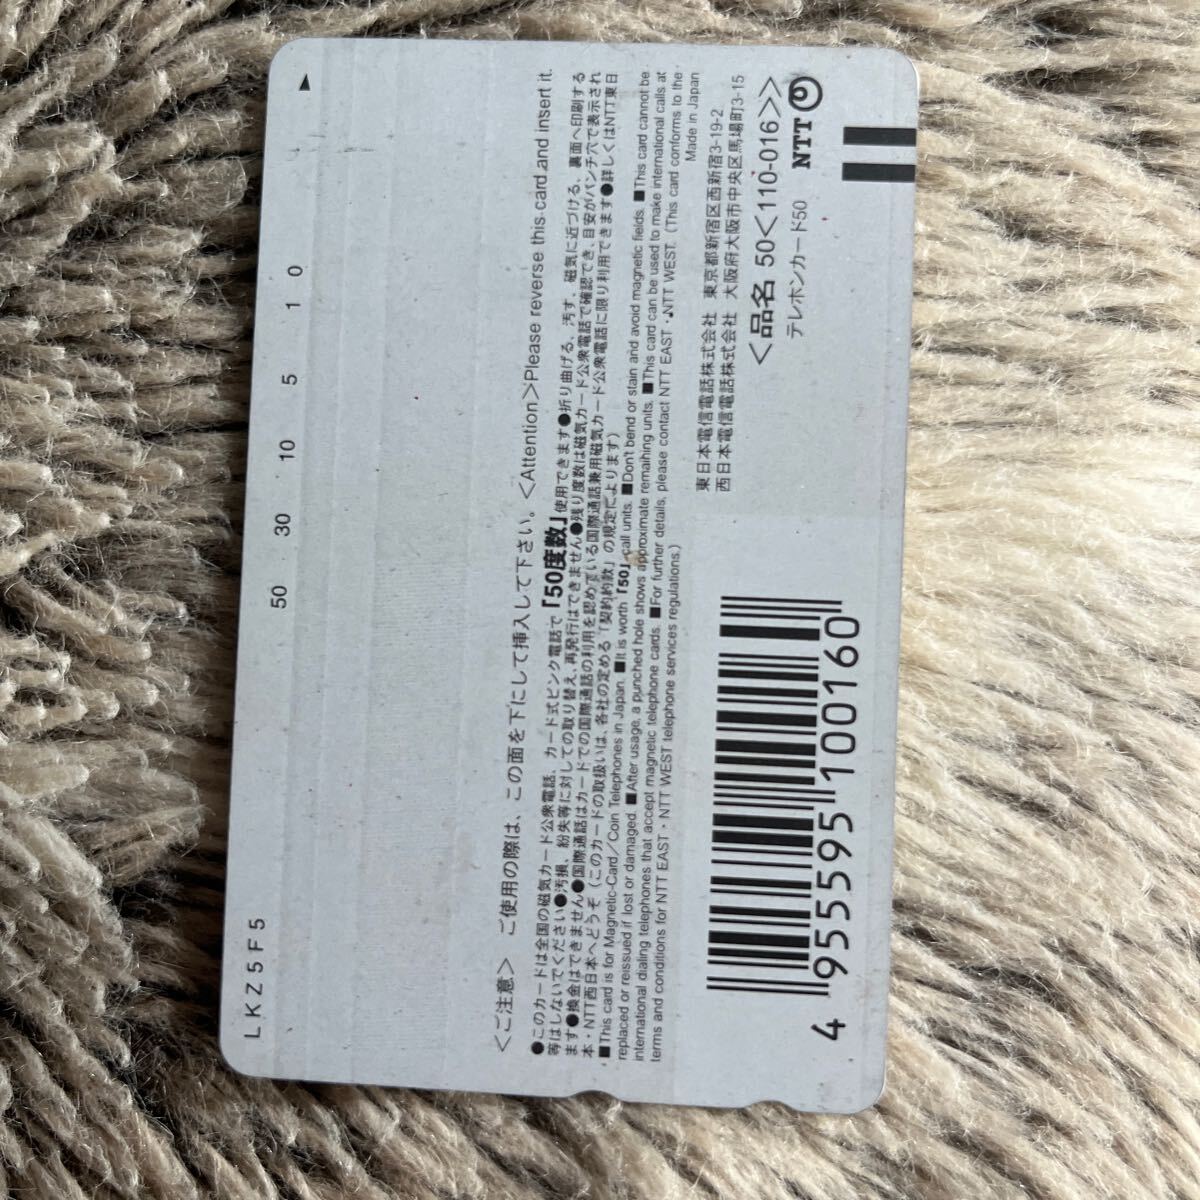 LKZ5F5
50 30 10 5 1 0
<ご注意> ご使用の際は、この面を下にして挿入して下さい。<Attention>Please reverse this card and insert it.
●このカードは全国の磁気カード公衆電話、カード式ピンク電話で「50度数」使用できます●折り曲げる、汚す、磁気に近づける、裏面へ印刷する
等はしないでください●汚損、紛失等に対しての取り替え、再発行はできません●残り度数は磁気カード公衆電話で確認でき、目安がパンチ穴で表示され
ます●換金はできません●国際通話はカードでの国際通話の利用を認めている国際通話兼用磁気カード公衆電話に限り利用できます●詳しくはNTT東日
本・NTT西日本へどうぞ（このカードの取扱いは、各社の定める「契約約款」の規定によります）
■This card is for Magnetic-Card/Coin Telephones in Japan. ■It is worth「50」call units. ■Don't bend or stain and avoid magnetic fields. ■This card cannot be
replaced or reissued if lost or damaged. ■After usage, a punched hole shows approximate remaining units. ■This card can be used to make international calls at
international dialing telephones that accept magnetic telephone cards. ■For further details, please contact NTT EAST・NTT WEST. (This card conforms to the
terms and conditions for NTT EAST・NTT WEST telephone services regulations.)
Made in Japan
東日本電信電話株式会社 東京都新宿区西新宿3-19-2
西日本電信電話株式会社 大阪府大阪市中央区馬場町3-15
<品名 50<110-016>>
テレホンカード50 NTT
4 955595 100160